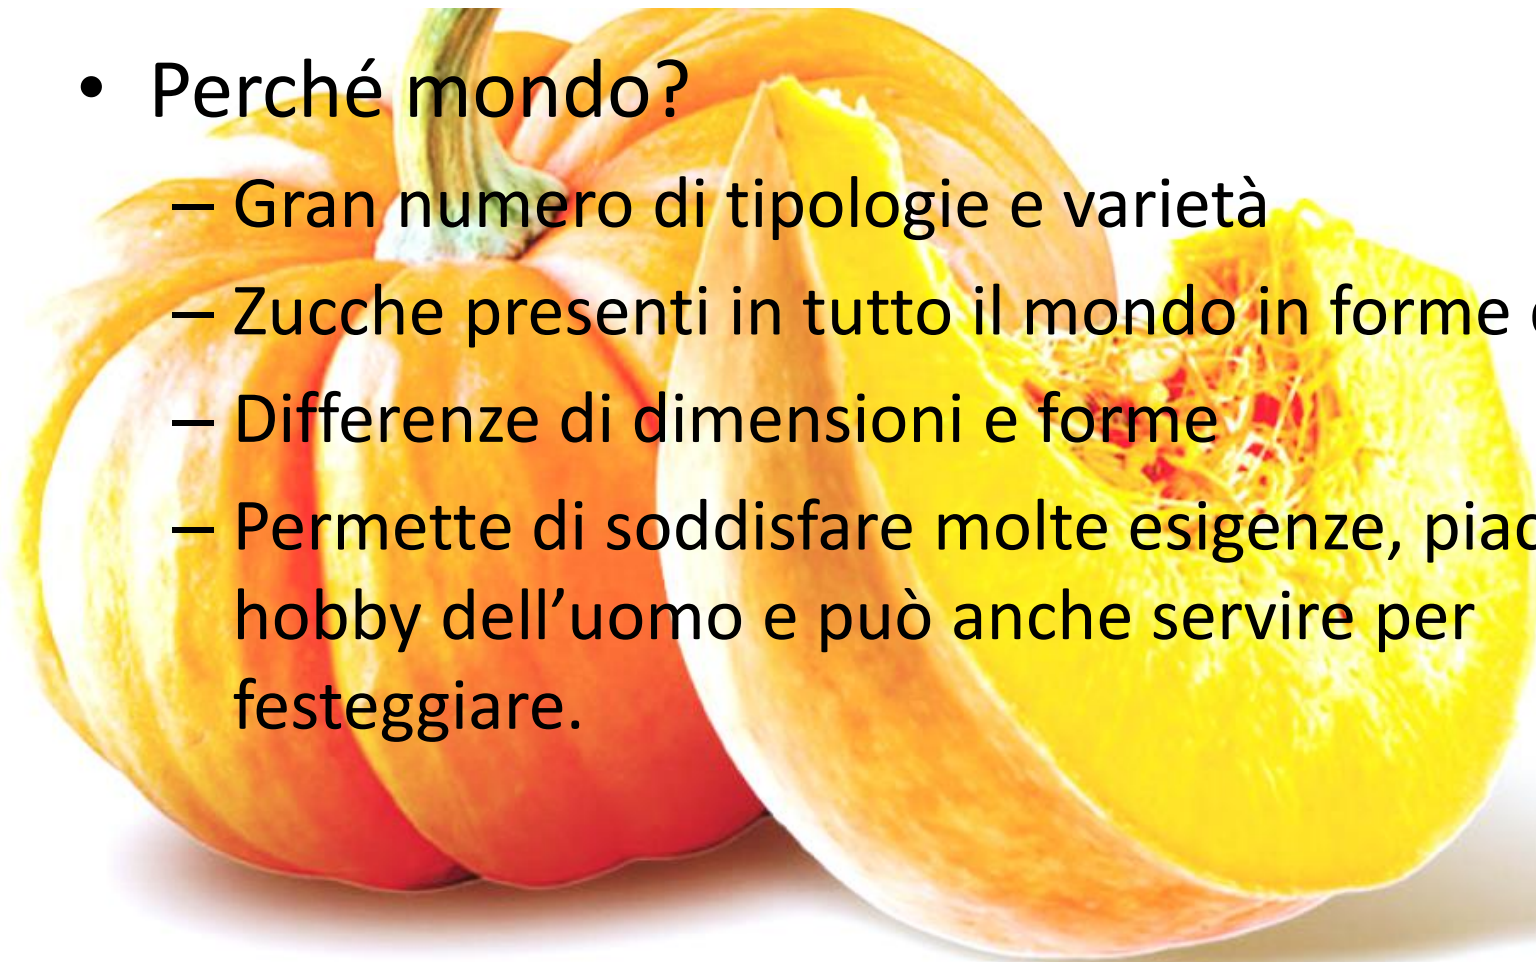 • Perché mondo?
– Gran numero di tipologie e varietà
– Zucche presenti in tutto il mondo in forme
– Differenze di dimensioni e forme
– Permette di soddisfare molte esigenze,
hobby dell’uomo e può anche servire per
festeggiare.